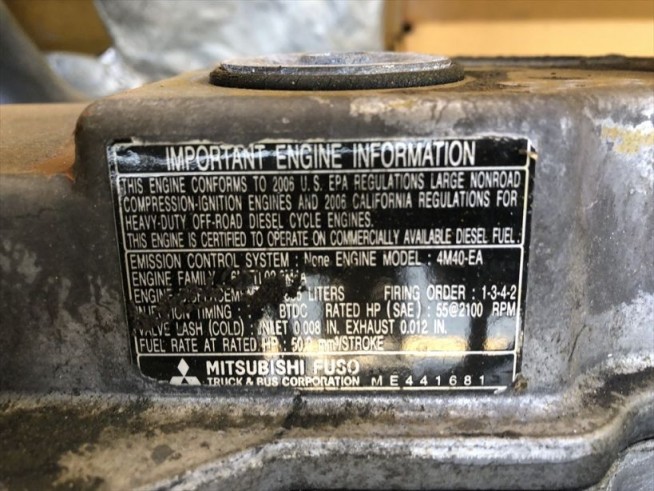 IMPORTANT ENGINE INFORMATION
THIS ENGINE CONFORMS TO 2006 U.S. EPA REGULATIONS LARGE NONROAD
COMPRESSION-IGNITION ENGINES AND 2006 CALIFORNIA REGULATIONS FOR
HEAVY-DUTY OFF-ROAD DIESEL CYCLE ENGINES.
THIS ENGINE IS CERTIFIED TO OPERATE ON COMMERCIALLY AVAILABLE DIESEL FUEL.
EMISSION CONTROL SYSTEM : None ENGINE MODEL : 4M40-EA
ENGINE FAMILY
LITERS FIRING ORDER : 1-3-4-2
TIMING : BTDC RATED HP (SAE) : 55@2100 RPM
VALVE LASH (COLD) : INLET 0.008 IN. EXHAUST 0.012 IN.
FUEL RATE AT RATED HP : mm³/STROKE
MITSUBISHI FUSO
TRUCK & BUS CORPORATION ME441681